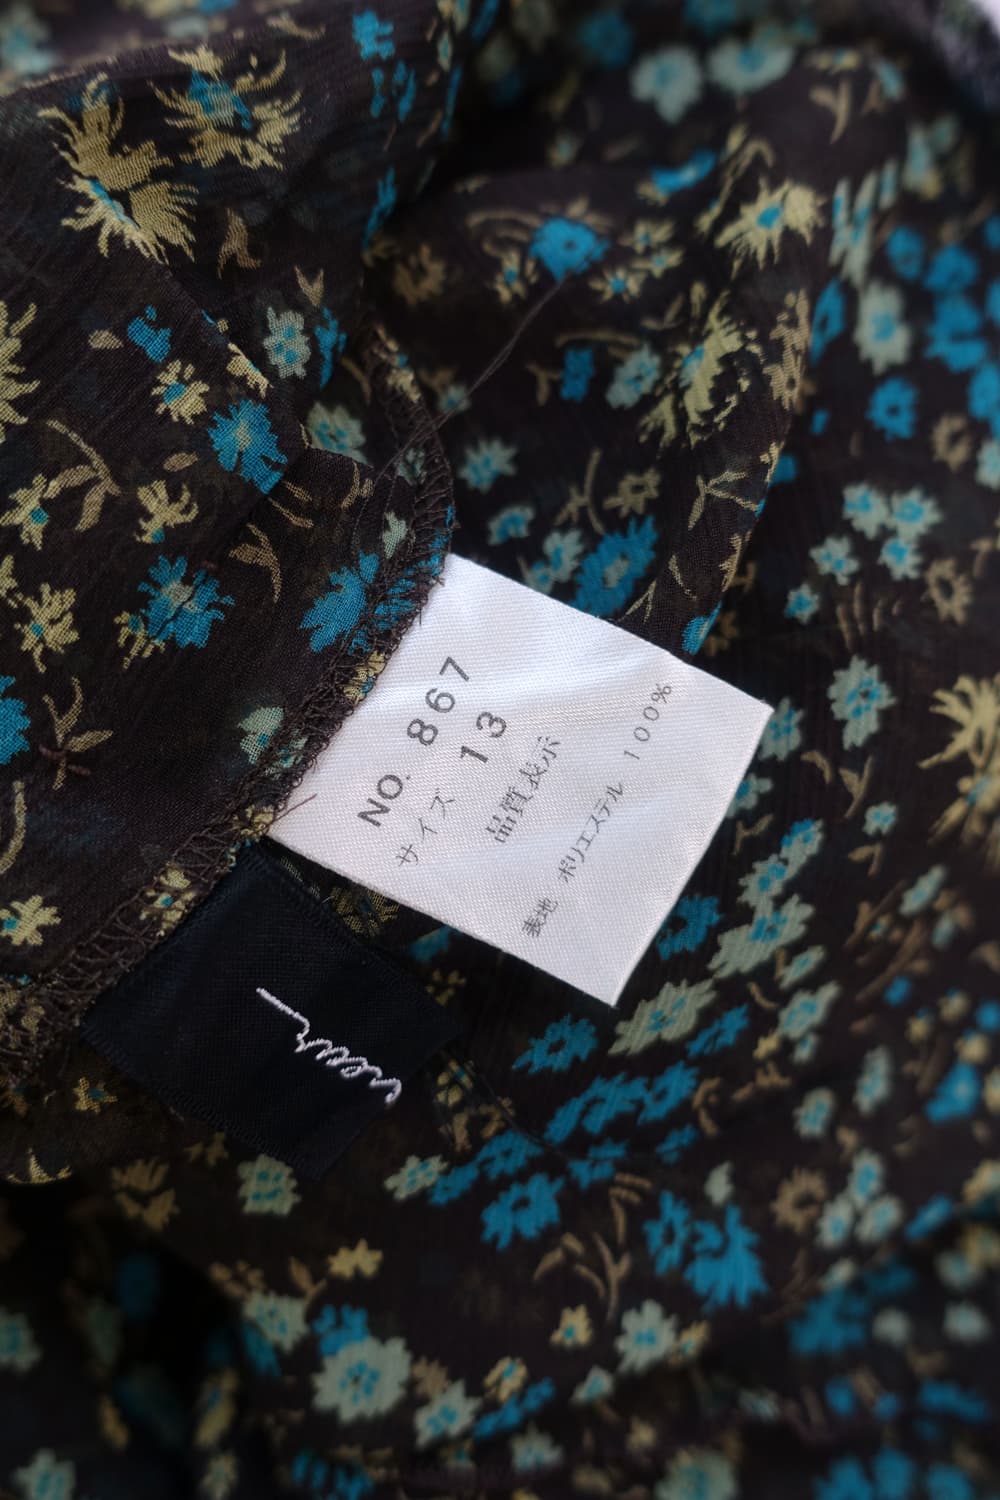 NO. 867
サイズ 13
品質表示
表地 ポリエステル 100%